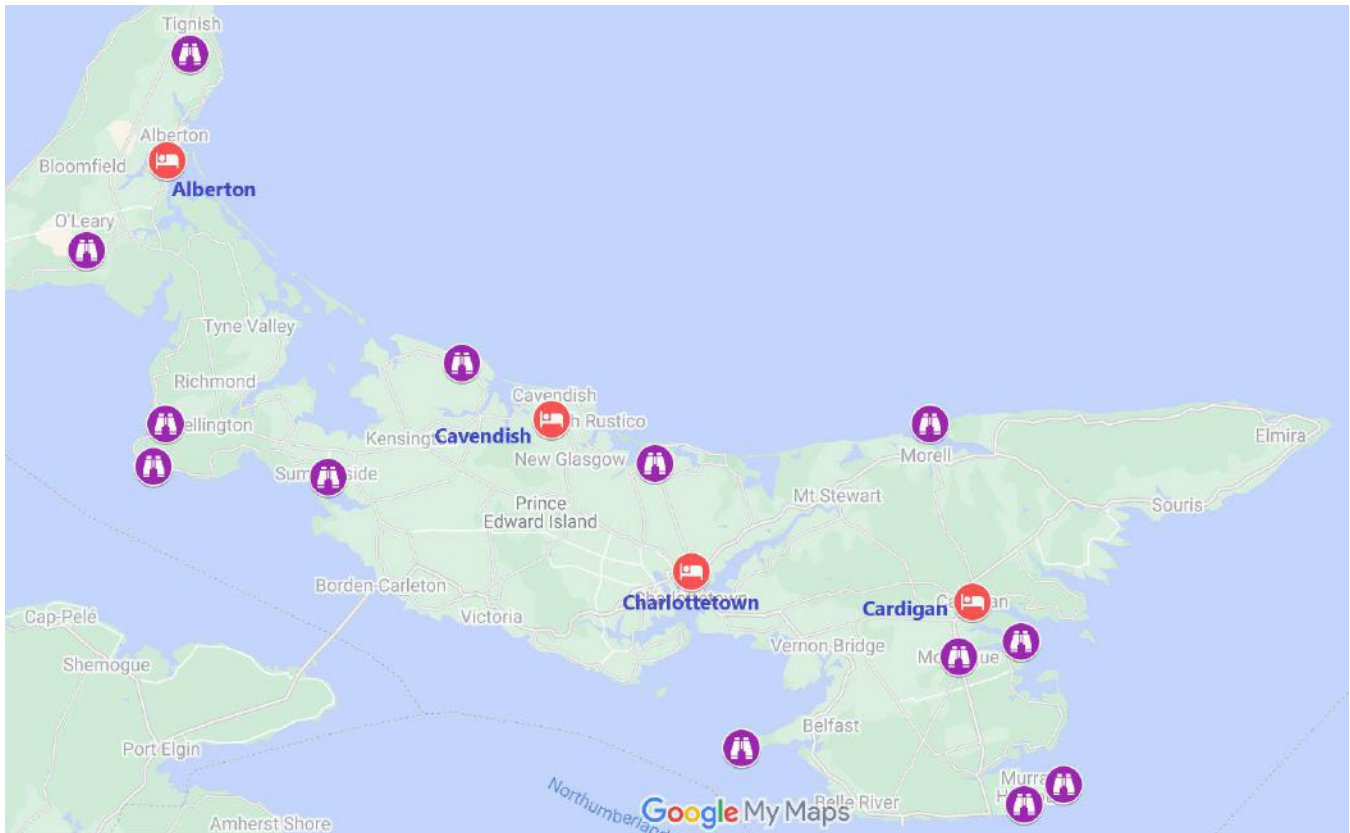 Tignish
Alberton
Bloomfield
Alberton
O'Leary
Tyne Valley
Richmond
Cavendish
Rustico
Cavendish
New Glasgow
Morell
Elmira
Mt Stewart
Souris
Prince
Edward Island
Borden-Carleton
Charlottetown
Cardigan
Victoria
Cap-Pelé
Shemogue
Vernon Bridge
Belfast
Port Elgin
Belle River
Google My Maps
Amherst Shore